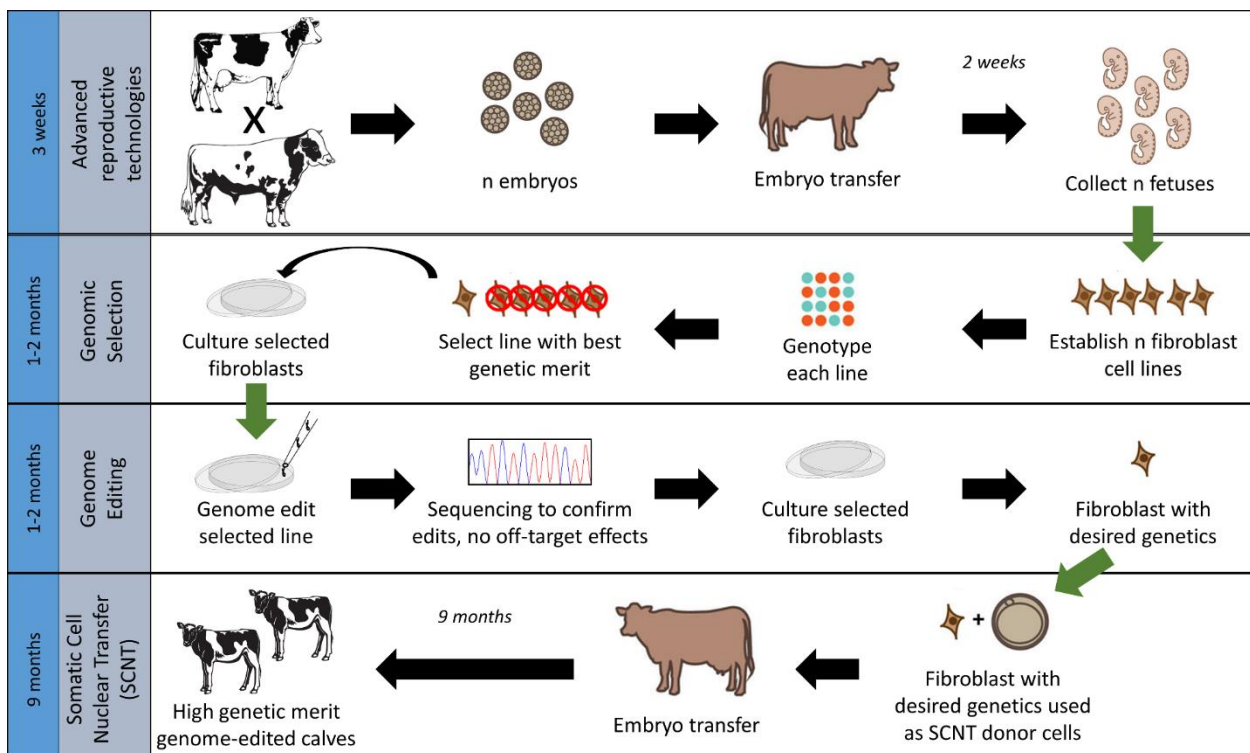 3 weeks
Advanced
reproductive
technologies
X
n embryos
Embryo transfer
2 weeks
Collect n fetuses
1-2 months
Genomic
Selection
Culture selected
fibroblasts
Select line with best
genetic merit
Genotype
each line
Establish n fibroblast
cell lines
1-2 months
Genome
Editing
Genome edit
selected line
Sequencing to confirm
edits, no off-target effects
Culture selected
fibroblasts
Fibroblast with
desired genetics
9 months
Somatic Cell
Nuclear Transfer
(SCNT)
High genetic merit
genome-edited calves
9 months
Embryo transfer
+
Fibroblast with
desired genetics used
as SCNT donor cells